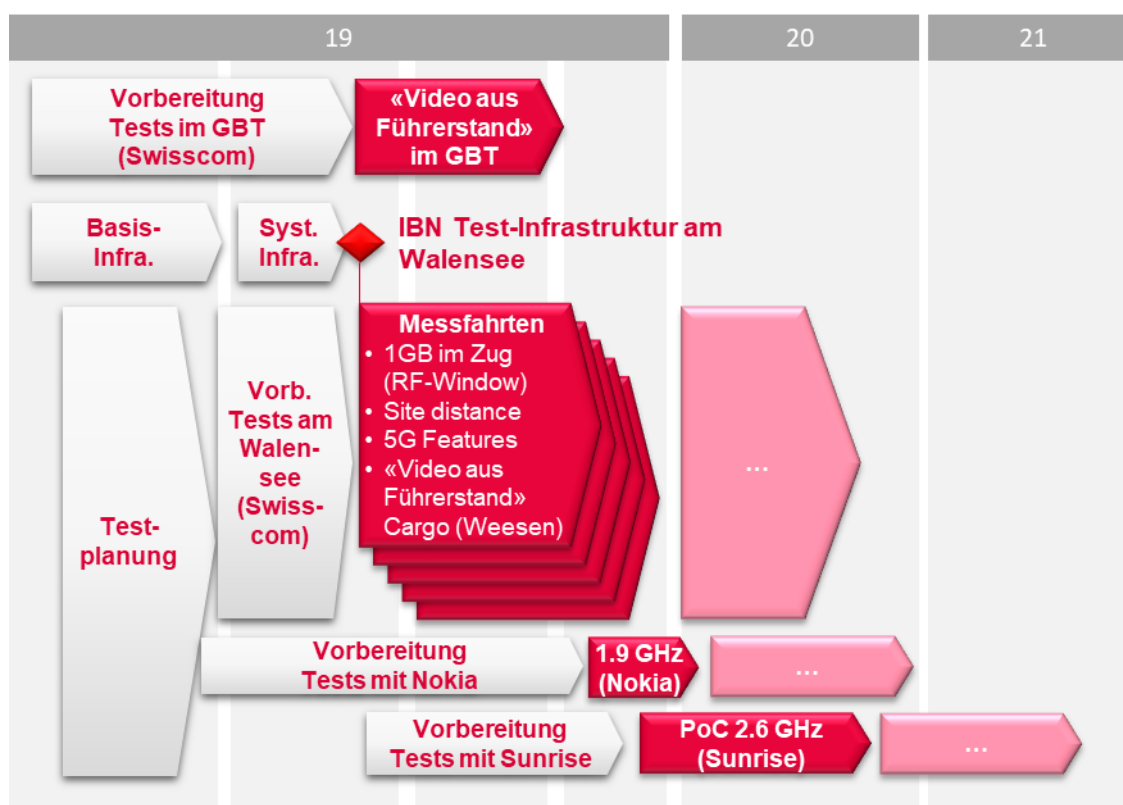 19
20
21
Vorbereitung
Tests im GBT
(Swisscom)
«Video aus
Führerstand»
im GBT
Basis-
Infra.
Syst.
Infra.
IBN Test-Infrastruktur am
Walensee
Test-
planung
Vorb.
Tests am
Walen-
see
(Swiss-
com)
Messfahrten
• 1GB im Zug
(RF-Window)
• Site distance
• 5G Features
• «Video aus
Führerstand»
Cargo (Weesen)
...
Vorbereitung
Tests mit Nokia
1.9 GHz
(Nokia)
...
Vorbereitung
Tests mit Sunrise
PoC 2.6 GHz
(Sunrise)
...